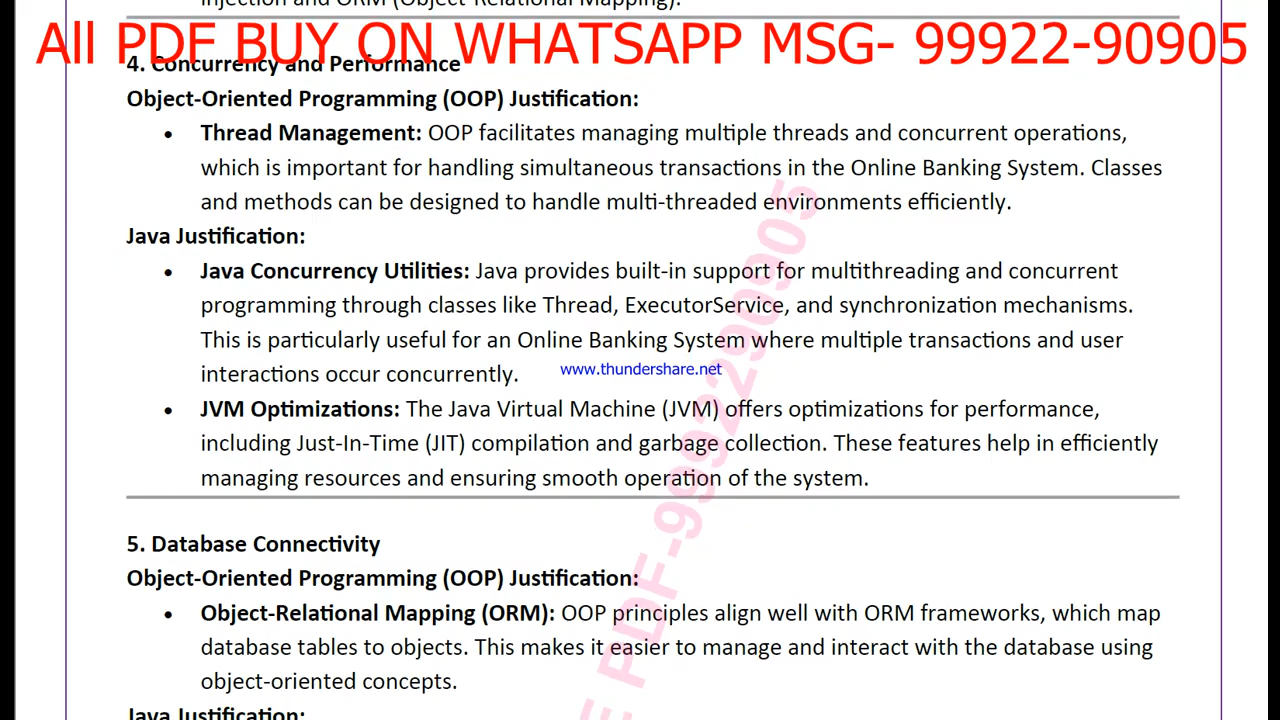 injection and ORM (Object-Relational Mapping).
All PDF BUY ON WHATSAPP MSG- 99922-90905
4. Concurrency and Performance
Object-Oriented Programming (OOP) Justification:
• Thread Management: OOP facilitates managing multiple threads and concurrent operations,
which is important for handling simultaneous transactions in the Online Banking System. Classes
and methods can be designed to handle multi-threaded environments efficiently.
Java Justification:
• Java Concurrency Utilities: Java provides built-in support for multithreading and concurrent
programming through classes like Thread, ExecutorService, and synchronization mechanisms.
This is particularly useful for an Online Banking System where multiple transactions and user
interactions occur concurrently.
www.thundershare.net
• JVM Optimizations: The Java Virtual Machine (JVM) offers optimizations for performance,
including Just-In-Time (JIT) compilation and garbage collection. These features help in efficiently
managing resources and ensuring smooth operation of the system.
5. Database Connectivity
Object-Oriented Programming (OOP) Justification:
• Object-Relational Mapping (ORM): OOP principles align well with ORM frameworks, which map
database tables to objects. This makes it easier to manage and interact with the database using
object-oriented concepts.
Java Justification:
PDF-9992290905